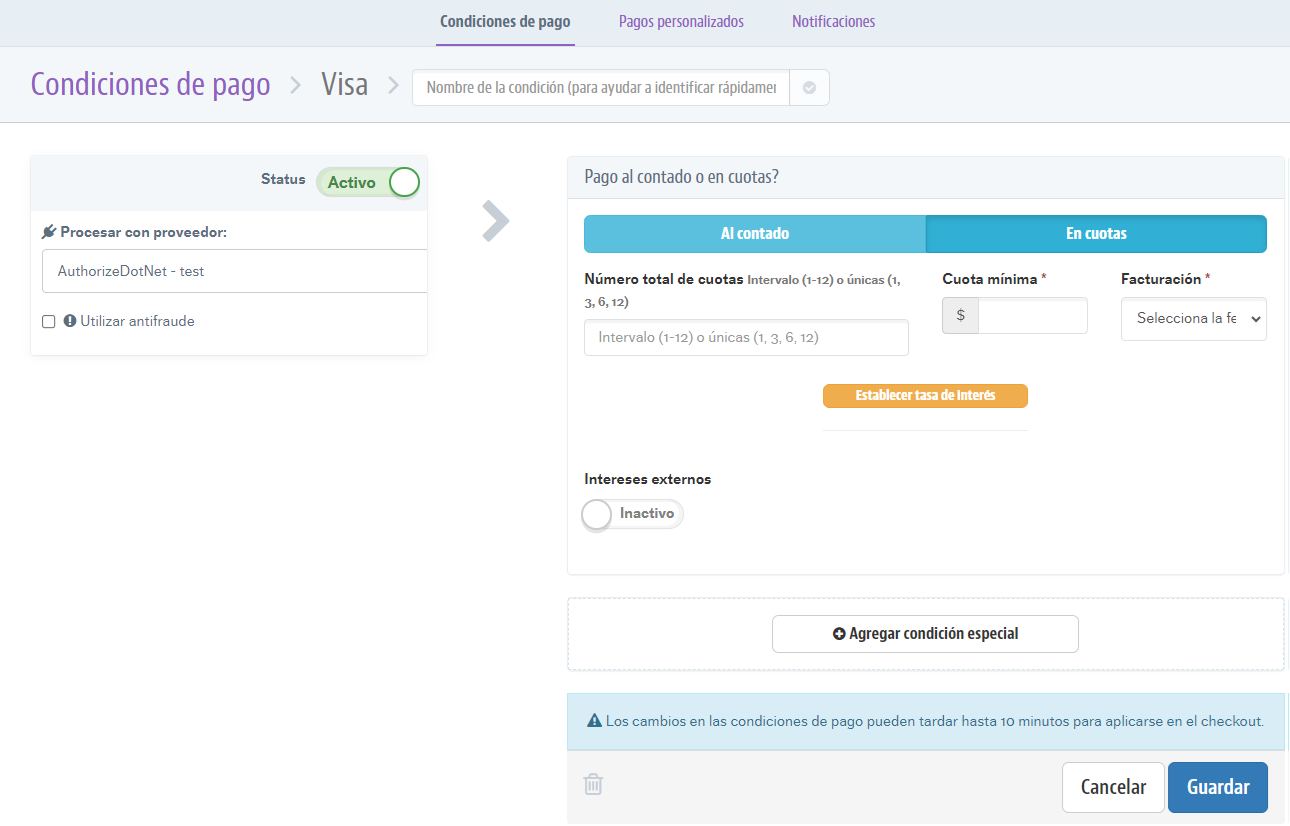 Condiciones de pago
Pagos personalizados
Notificaciones
Condiciones de pago > Visa >
Nombre de la condición (para ayudar a identificar rápidamen
Status
Activo
Procesar con proveedor:
AuthorizeDotNet - test
Utilizar antifraude
Pago al contado o en cuotas?
Al contado
En cuotas
Número total de cuotas Intervalo (1-12) o únicas (1,
3, 6, 12)
Intervalo (1-12) o únicas (1, 3, 6, 12)
Cuota mínima *
$
Facturación *
Selecciona la fe
Establecer tasa de Interés
Intereses externos
Inactivo
Agregar condición especial
Los cambios en las condiciones de pago pueden tardar hasta 10 minutos para aplicarse en el checkout.
Cancelar
Guardar